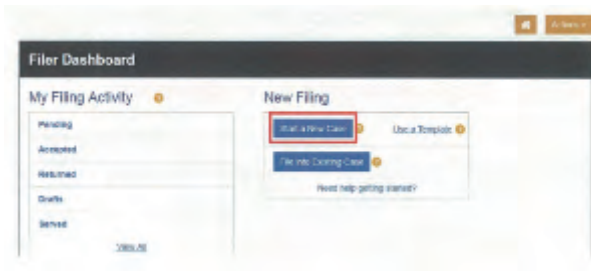 Actions
Filer Dashboard
My Filing Activity
New Filing
Pending
Start a New Case
Use a Template
Accepted
File into Existing Case
Returned
Need help getting started?
Drafts
Served
View All